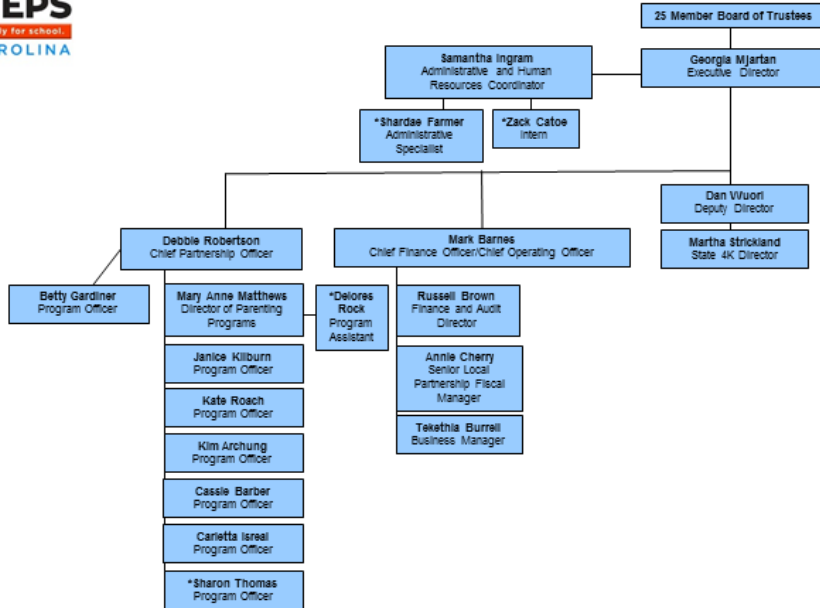 EPS
ly for school.
ROLINA
25 Member Board of Trustees
Georgia Mjartan
Executive Director
Samantha Ingram
Administrative and Human
Resources Coordinator
*Shardae Farmer
Administrative
Specialist
*Zack Catoe
Intern
Dan Wuori
Deputy Director
Martha Strickland
State 4K Director
Debbie Robertson
Chief Partnership Officer
Mark Barnes
Chief Finance Officer/Chief Operating Officer
Betty Gardiner
Program Officer
Mary Anne Matthews
Director of Parenting
Programs
*Delores
Rock
Program
Assistant
Russell Brown
Finance and Audit
Director
Janice Kilburn
Program Officer
Annie Cherry
Senior Local
Partnership Fiscal
Manager
Kate Roach
Program Officer
Tekethia Burrell
Business Manager
Kim Archung
Program Officer
Cassie Barber
Program Officer
Carletta Isreal
Program Officer
*Sharon Thomas
Program Officer